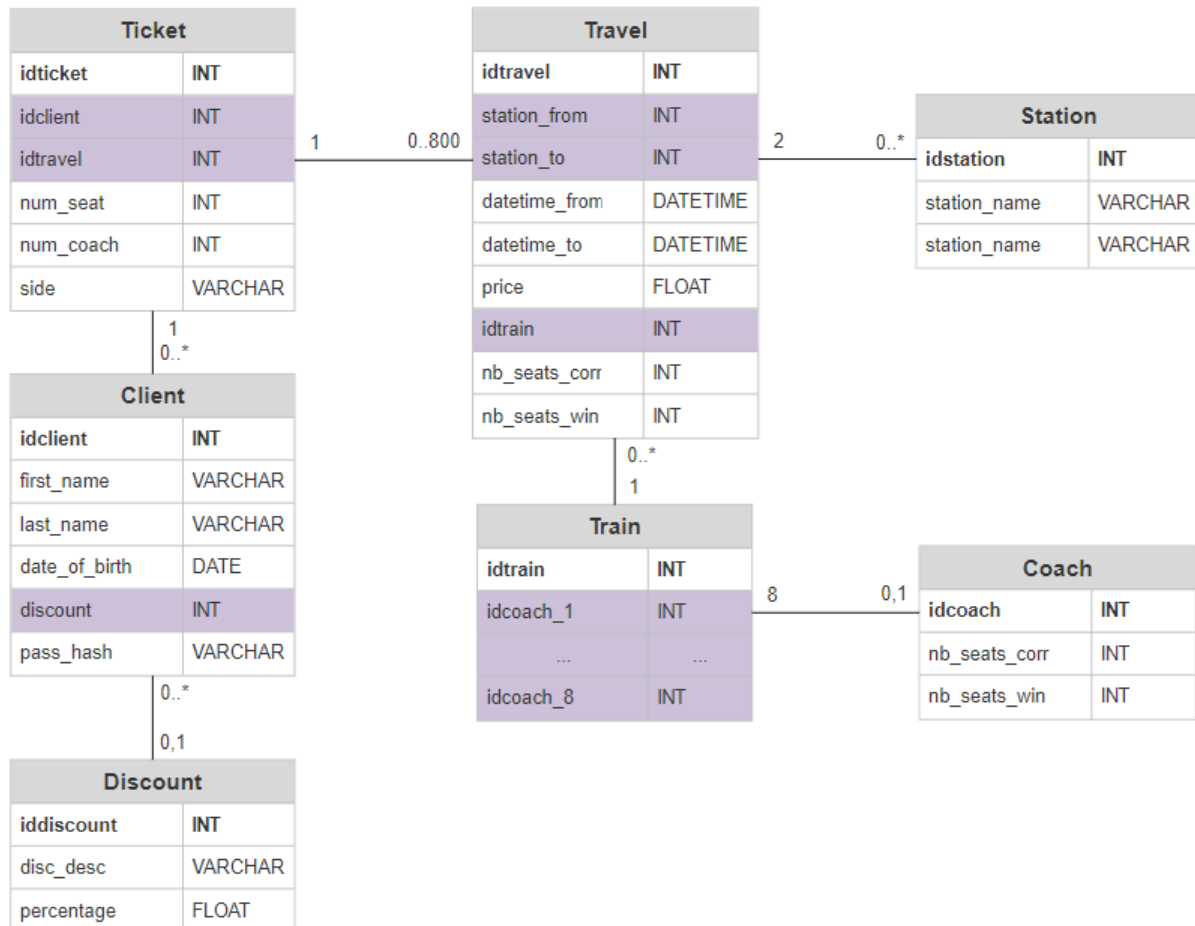 Ticket
idticket INT
idclient INT
idtravel INT
num_seat INT
num_coach INT
side VARCHAR
1
0..*
1
0..800
Travel
idtravel INT
station_from INT
station_to INT
datetime_from DATETIME
datetime_to DATETIME
price FLOAT
idtrain INT
nb_seats_corr INT
nb_seats_win INT
2
0..*
Station
idstation INT
station_name VARCHAR
station_name VARCHAR
0..*
1
Client
idclient INT
first_name VARCHAR
last_name VARCHAR
date_of_birth DATE
discount INT
pass_hash VARCHAR
0..*
0,1
Train
idtrain INT
idcoach_1 INT
... ...
idcoach_8 INT
8
0,1
Coach
idcoach INT
nb_seats_corr INT
nb_seats_win INT
Discount
iddiscount INT
disc_desc VARCHAR
percentage FLOAT